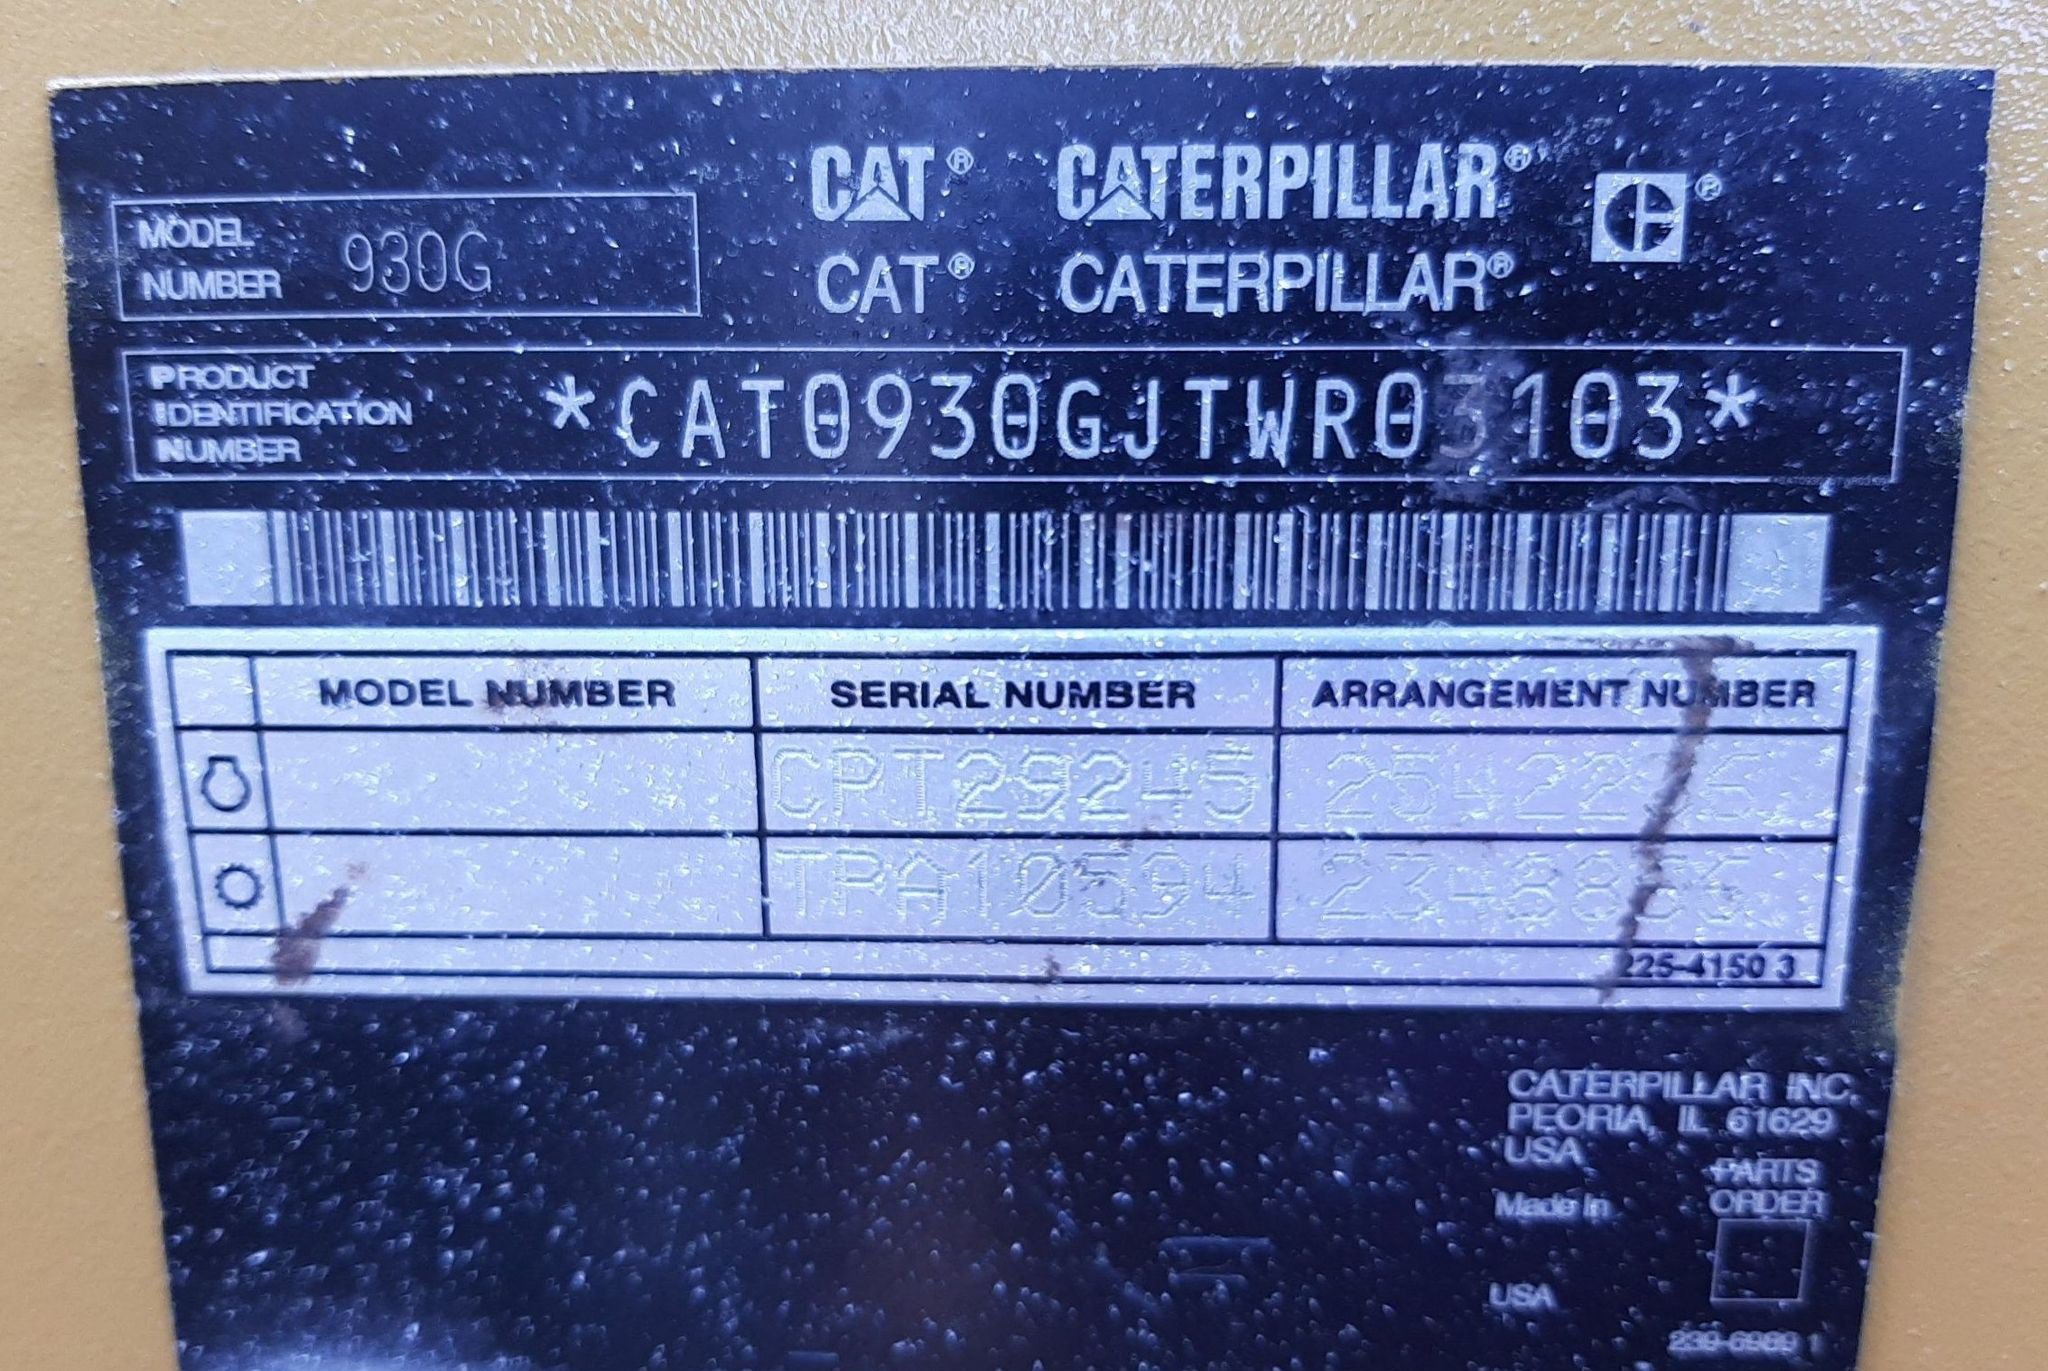 CAT® CATERPILLAR®
CAT® CATERPILLAR®
MODEL
NUMBER 930G
PRODUCT
IDENTIFICATION
NUMBER
*CAT0930GJTWR03103*
MODEL NUMBER SERIAL NUMBER ARRANGEMENT NUMBER
CPT29245
TPA10594
225-4150 3
CATERPILLAR INC.
PEORIA, IL 61629
USA
PARTS
ORDER
Made In
USA
239-6989 1